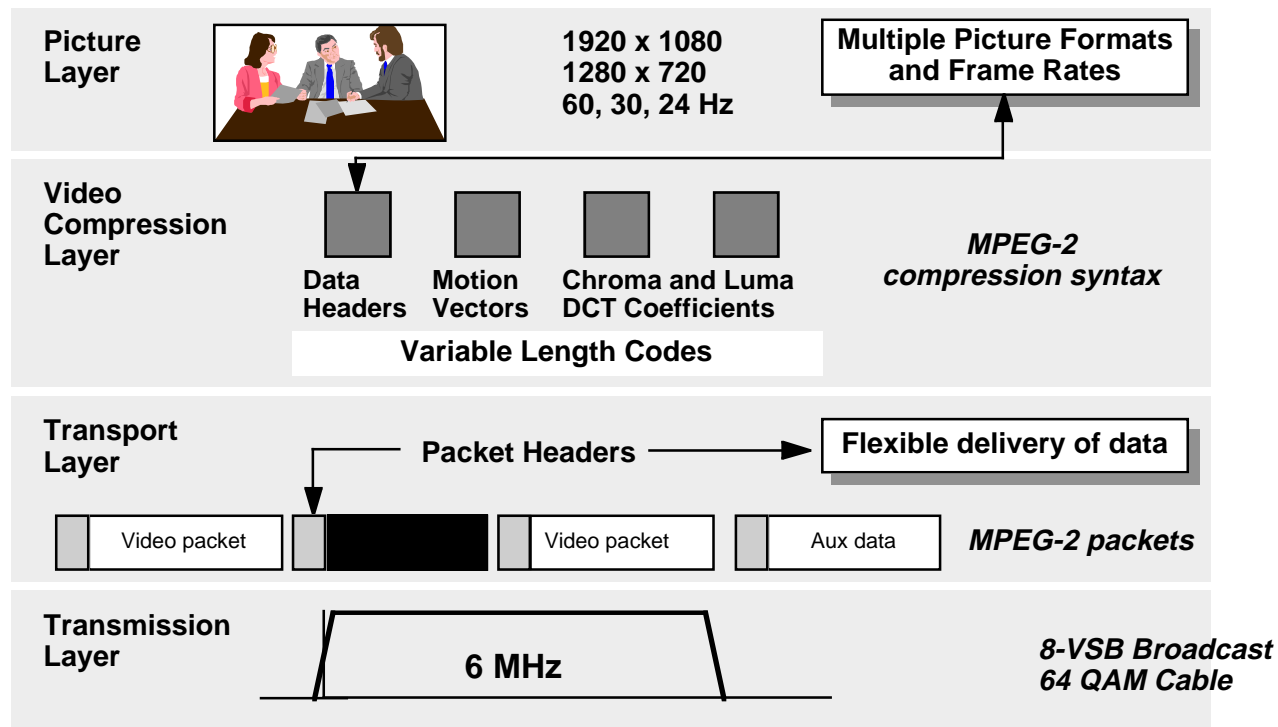 Picture
Layer
1920 x 1080
1280 x 720
60, 30, 24 Hz
Multiple Picture Formats
and Frame Rates
Video
Compression
Layer
Data
Headers
Motion
Vectors
Chroma and Luma
DCT Coefficients
Variable Length Codes
MPEG-2
compression syntax
Transport
Layer
Packet Headers
Flexible delivery of data
Video packet
Video packet
Aux data
MPEG-2 packets
Transmission
Layer
6 MHz
8-VSB Broadcast
64 QAM Cable